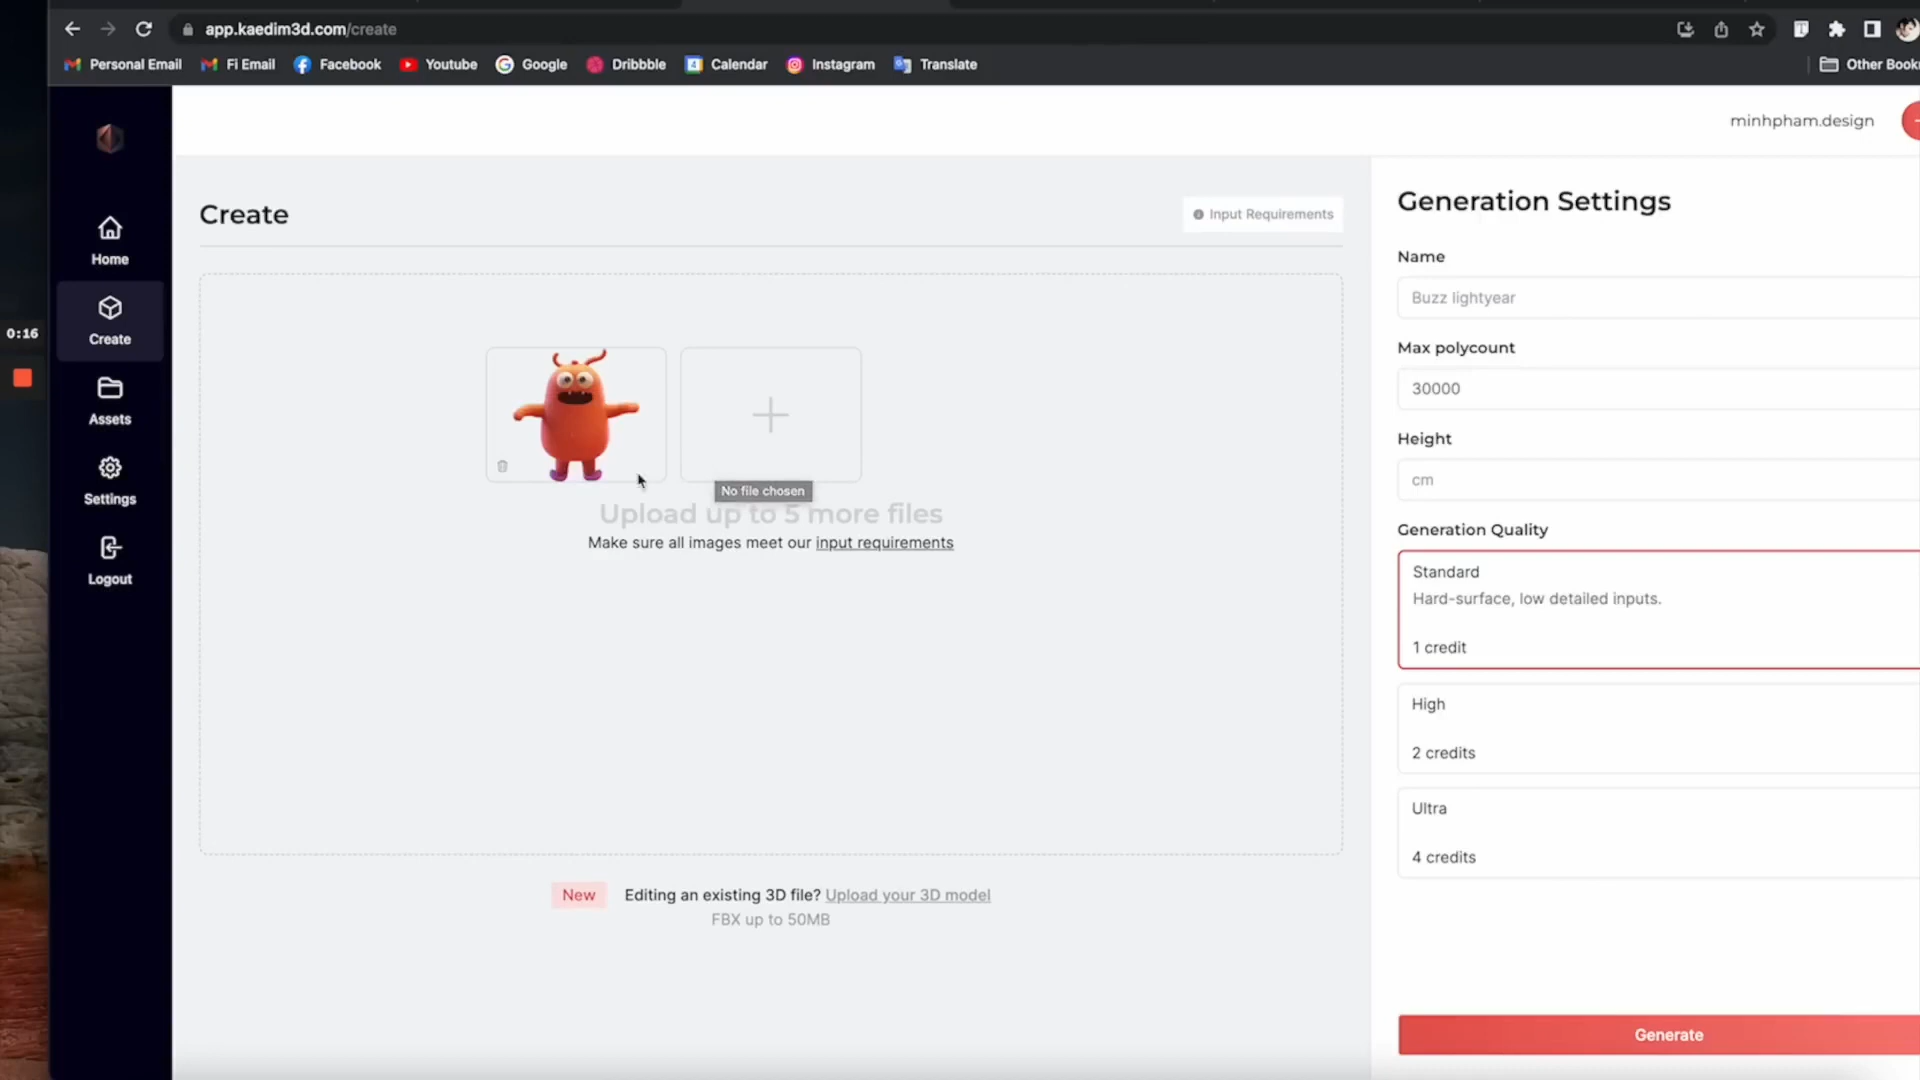 app.kaedim3d.com/create
Personal Email
Fi Email
Facebook
Youtube
Google
Dribbble
Calendar
Instagram
Translate
minhpham.design
Home
Create
Assets
Settings
Logout
0:16
Create
Input Requirements
No file chosen
Upload up to 5 more files
Make sure all images meet our input requirements
New
Editing an existing 3D file? Upload your 3D model
FBX up to 50MB
Generation Settings
Name
Buzz lightyear
Max polycount
30000
Height
cm
Generation Quality
Standard
Hard-surface, low detailed inputs.
1 credit
High
2 credits
Ultra
4 credits
Generate